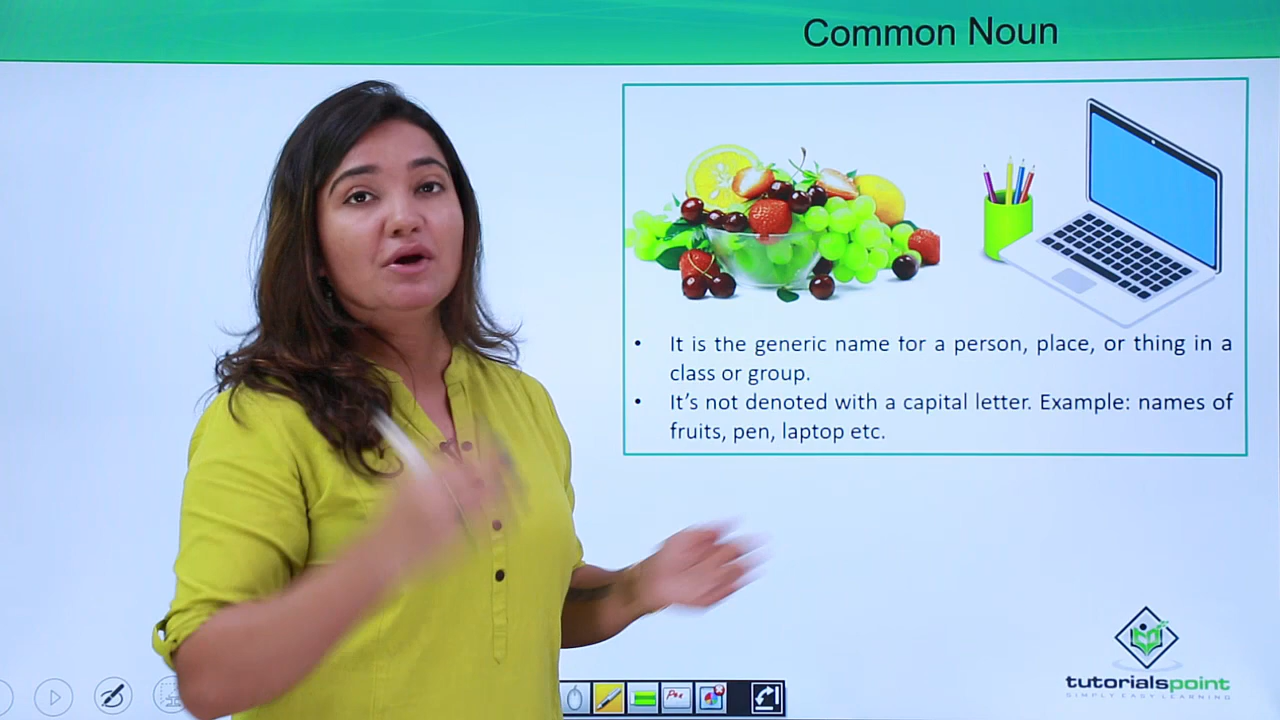 Common Noun
• It is the generic name for a person, place, or thing in a
class or group.
• It's not denoted with a capital letter. Example: names of
fruits, pen, laptop etc.
Pen
tutorialspoint
SIMPLY EASY LEARNING